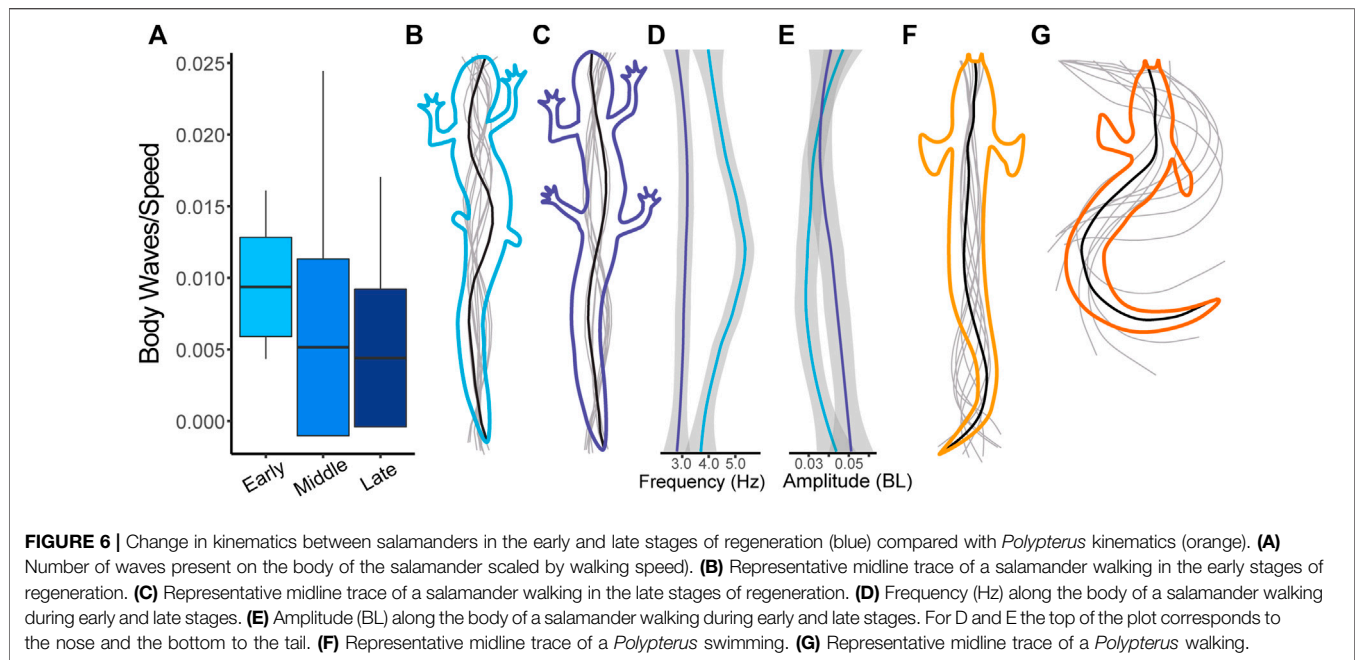 A B C D E F G
0.025
0.020
0.015
0.010
0.005
0.000
Body Waves/Speed
Early Middle Late
3.0 4.0 5.0
Frequency (Hz)
0.03 0.05
Amplitude (BL)
FIGURE 6 | Change in kinematics between salamanders in the early and late stages of regeneration (blue) compared with Polypterus kinematics (orange). (A)
Number of waves present on the body of the salamander scaled by walking speed). (B) Representative midline trace of a salamander walking in the early stages of
regeneration. (C) Representative midline trace of a salamander walking in the late stages of regeneration. (D) Frequency (Hz) along the body of a salamander walking
during early and late stages. (E) Amplitude (BL) along the body of a salamander walking during early and late stages. For D and E the top of the plot corresponds to
the nose and the bottom to the tail. (F) Representative midline trace of a Polypterus swimming. (G) Representative midline trace of a Polypterus walking.